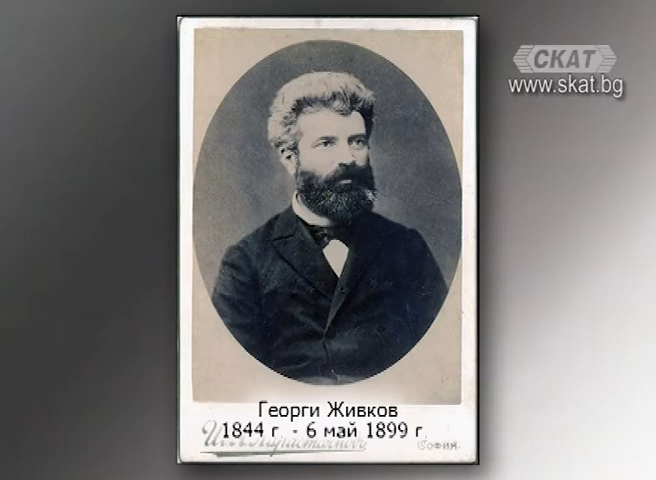 СКАТ
www.skat.bg
Георги Живков
1844 г. - 6 май 1899 г.
СОФИЯ.